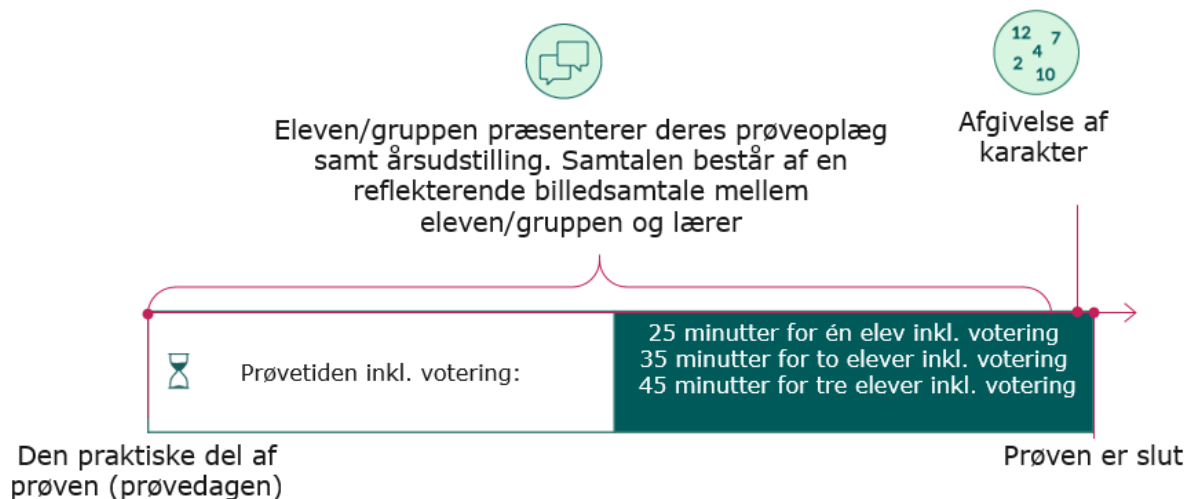 12
7
4
2
10
Eleven/gruppen præsenterer deres prøveoplæg
samt årsudstilling. Samtalen består af en
reflekterende billedsamtale mellem
eleven/gruppen og lærer
Afgivelse af
karakter
Prøvetiden inkl. votering:
25 minutter for én elev inkl. votering
35 minutter for to elever inkl. votering
45 minutter for tre elever inkl. votering
Den praktiske del af
prøven (prøvedagen)
Prøven er slut